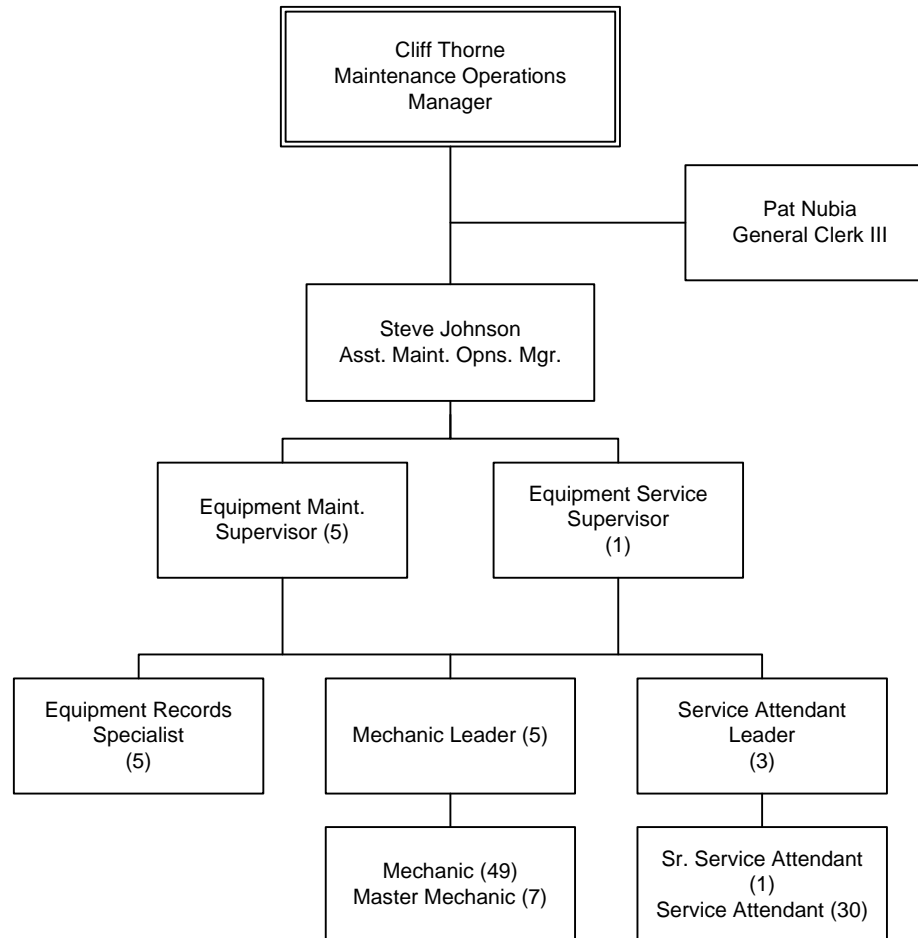 Cliff Thorne
Maintenance Operations
Manager
Pat Nubia
General Clerk III
Steve Johnson
Asst. Maint. Opns. Mgr.
Equipment Maint.
Supervisor (5)
Equipment Service
Supervisor
(1)
Equipment Records
Specialist
(5)
Mechanic Leader (5)
Service Attendant
Leader
(3)
Mechanic (49)
Master Mechanic (7)
Sr. Service Attendant
(1)
Service Attendant (30)